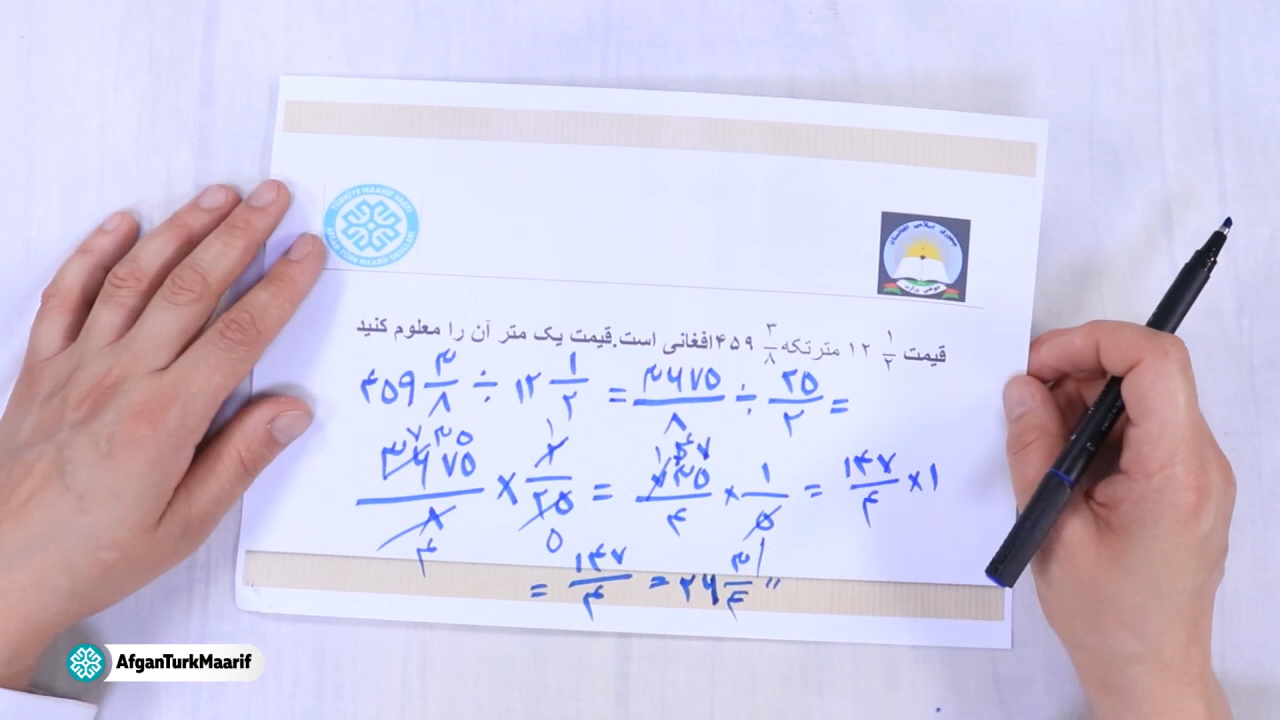 قیمت ۱/۲ ۱۲ مترتکه ۳/۸ ۴۵۹ افغانی است.قیمت یک متر آن را معلوم کنید
۴۵۹ ۳/۸ ÷ ۱۲ ۱/۲ = ۳۶۷۵/۸ ÷ ۲۵/۲ =
۳۶۷۵/۸ × ۲/۲۵ = ۷۳۵/۴ × ۱/۵ = ۱۴۷/۴ × ۱
= ۱۴۷/۴ = ۳۶ ۳/۴ "
AfganTurkMaarif